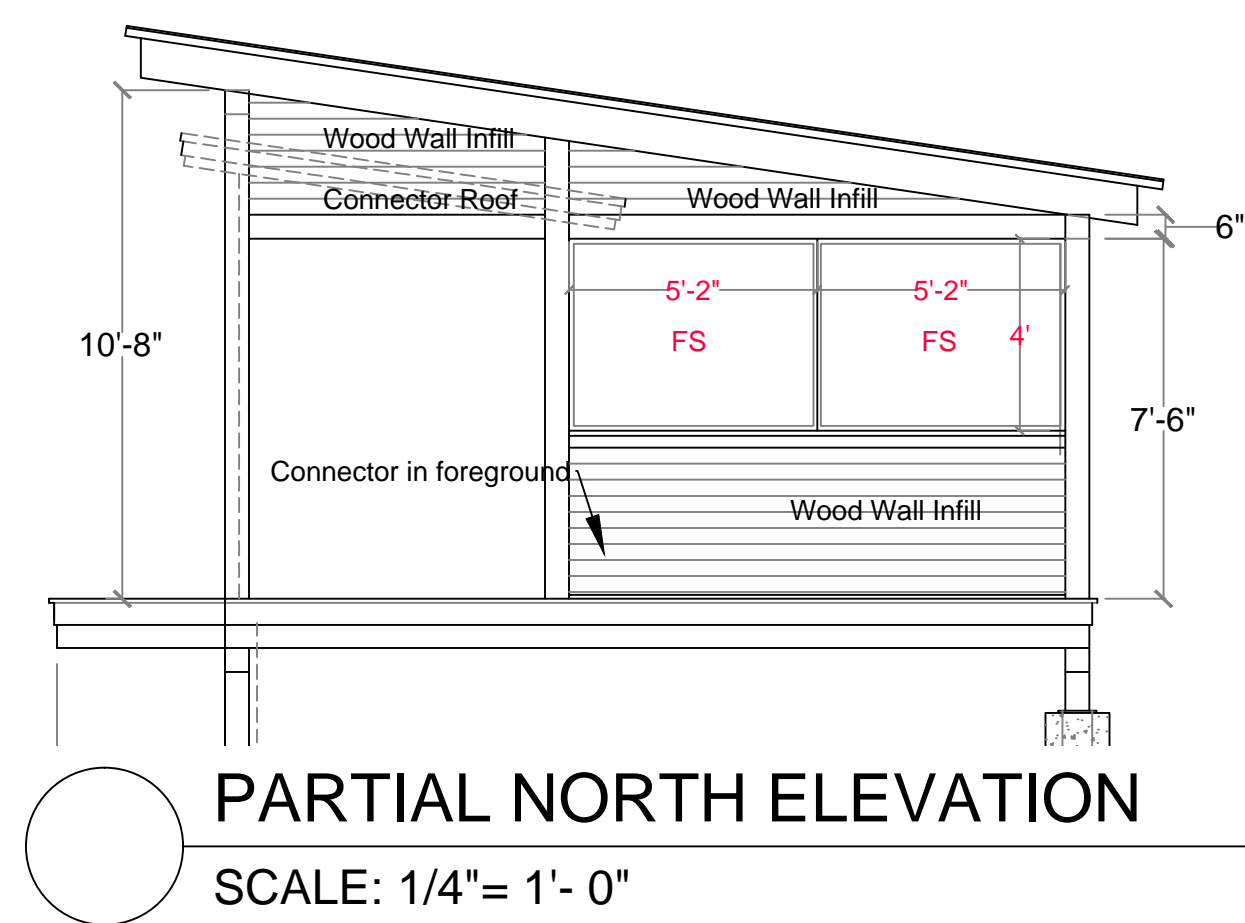 Wood Wall Infill
Connector Roof
Wood Wall Infill
6"
5'-2"
5'-2"
FS
FS
4'
10'-8"
7'-6"
Connector in foreground
Wood Wall Infill
PARTIAL NORTH ELEVATION
SCALE: 1/4"= 1'- 0"